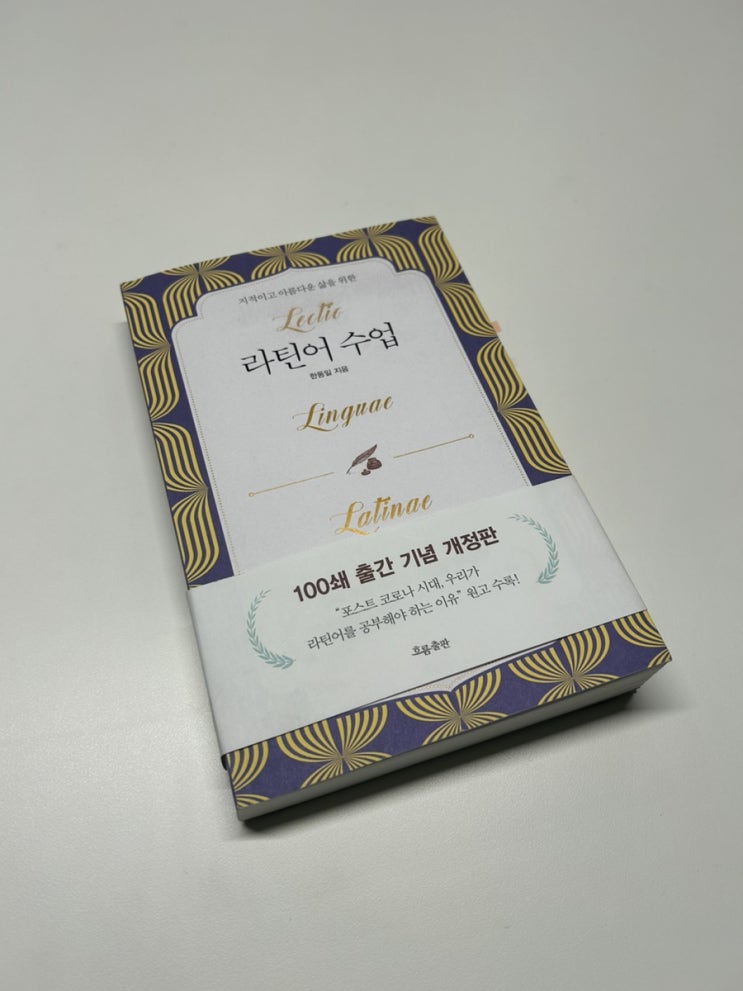 지적이고 아름다운 삶을 위한
Lectio
라틴어 수업
한동일 지음
Linguae
Latinae
100쇄 출간 기념 개정판
“포스트 코로나 시대, 우리가
라틴어를 공부해야 하는 이유” 원고 수록!
흐름출판